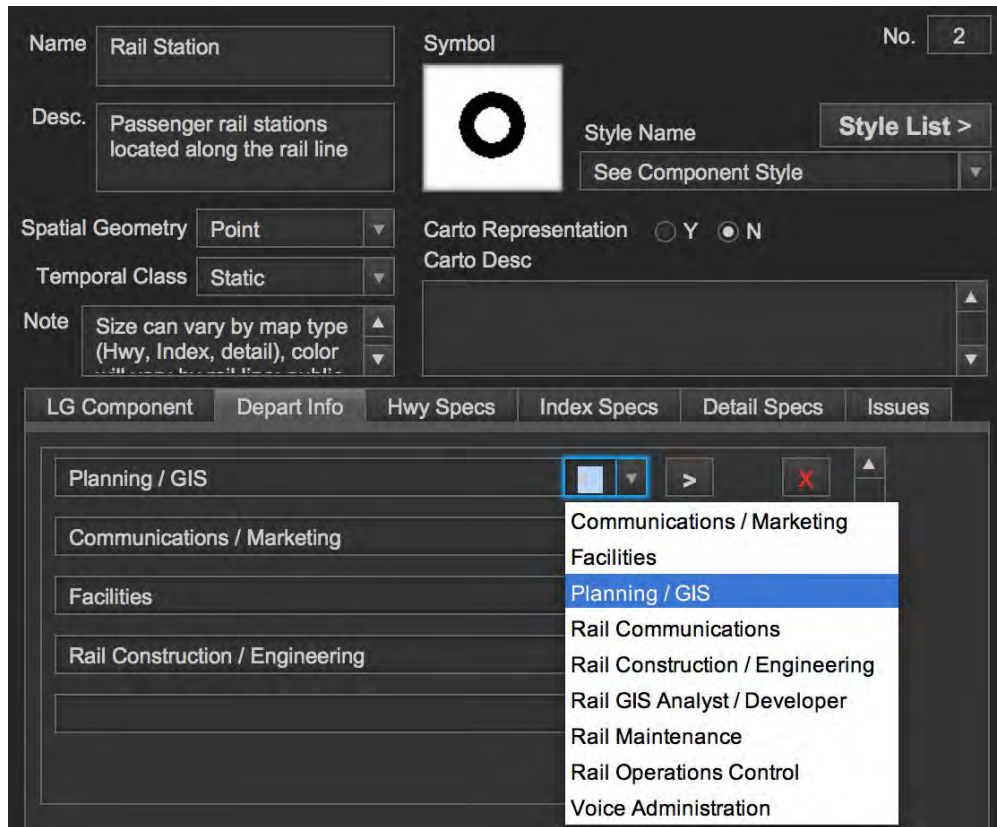 Name
Rail Station
Symbol
No.
2
Desc.
Passenger rail stations
located along the rail line
Style Name
Style List >
See Component Style
Spatial Geometry
Point
Carto Representation
Y
N
Temporal Class
Static
Carto Desc
Note
Size can vary by map type
(Hwy, Index, detail), color
LG Component
Depart Info
Hwy Specs
Index Specs
Detail Specs
Issues
Planning / GIS
>
X
Communications / Marketing
Facilities
Rail Construction / Engineering
Communications / Marketing
Facilities
Planning / GIS
Rail Communications
Rail Construction / Engineering
Rail GIS Analyst / Developer
Rail Maintenance
Rail Operations Control
Voice Administration